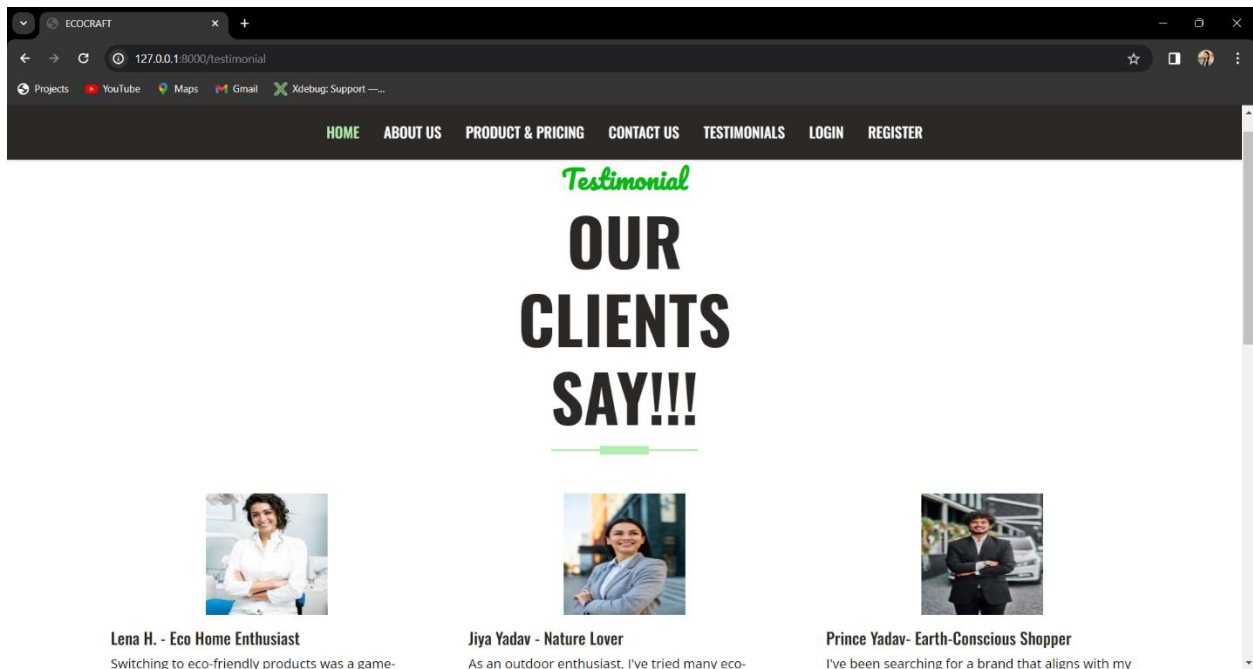 ECOCRAFT
127.0.0.1:8000/testimonial
Projects YouTube Maps Gmail Xdebug: Support —...
HOME ABOUT US PRODUCT & PRICING CONTACT US TESTIMONIALS LOGIN REGISTER
Testimonial
OUR
CLIENTS
SAY!!!
Lena H. - Eco Home Enthusiast
Switching to eco-friendly products was a game-
Jiya Yadav - Nature Lover
As an outdoor enthusiast, I've tried many eco-
Prince Yadav- Earth-Conscious Shopper
I've been searching for a brand that aligns with my